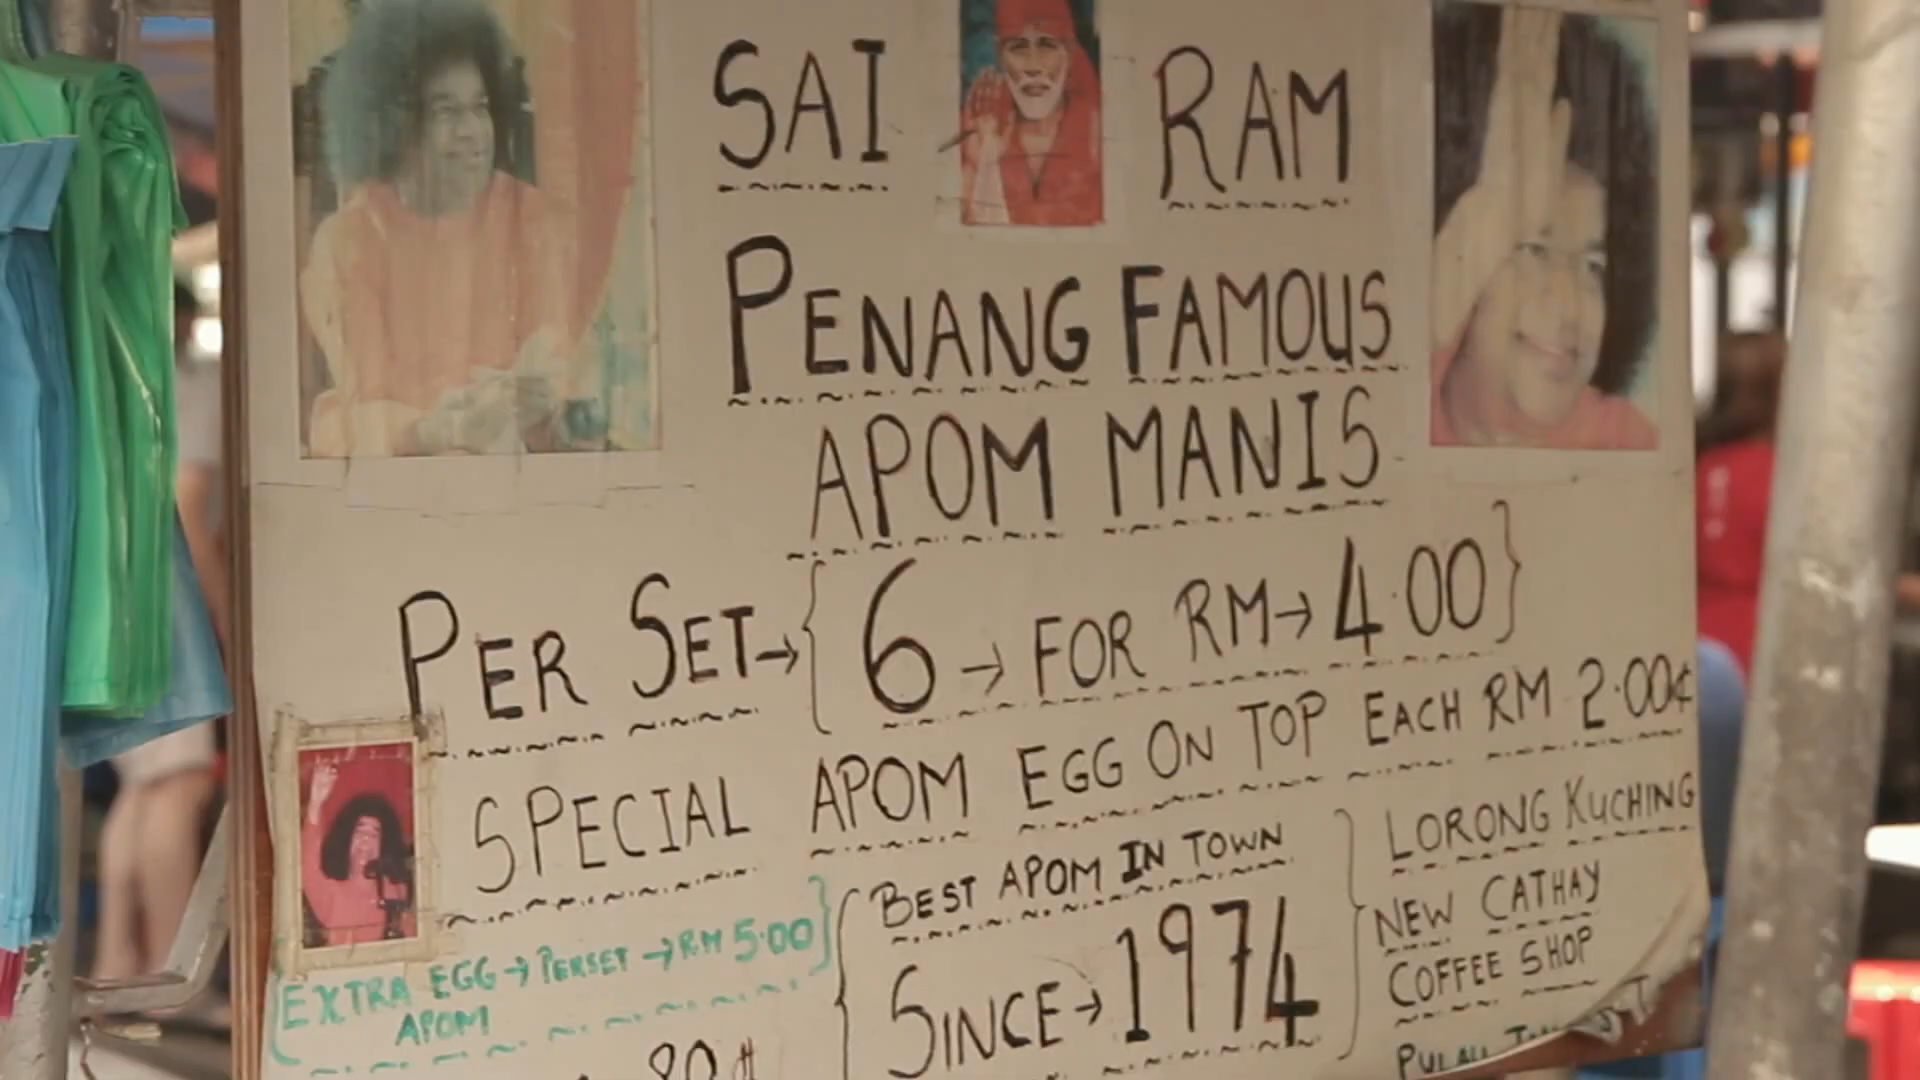 SAI RAM
PENANG FAMOUS
APOM MANIS
PER SET→{6→FOR RM→4.00}
SPECIAL APOM EGG ON TOP EACH RM 2.00¢
{EXTRA EGG→PERSET→RM 5.00}
APOM
80¢
{BEST APOM IN TOWN
SINCE→1974}
LORONG KUCHING
NEW CATHAY
COFFEE SHOP
PULAU